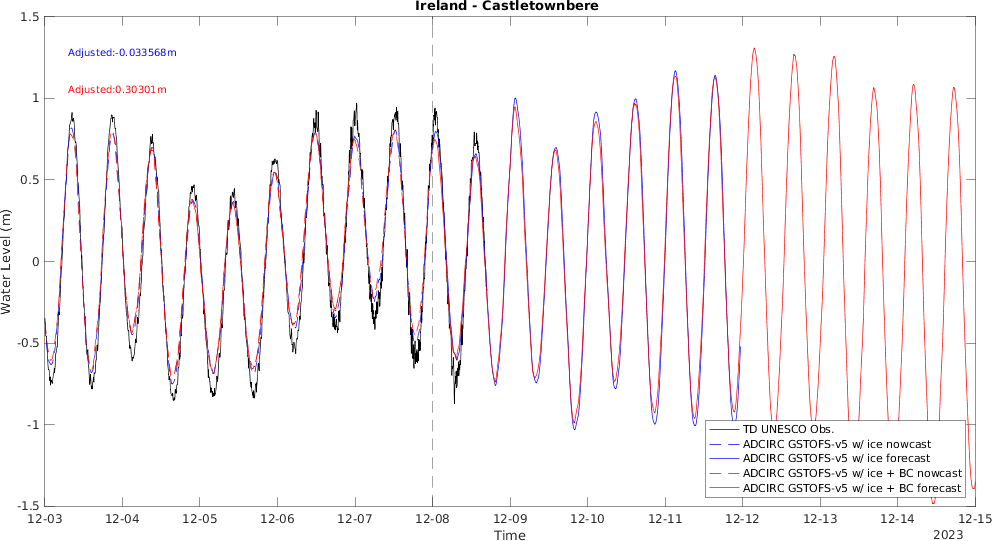 Ireland - Castletownbere
Adjusted:-0.033568m
Adjusted:0.30301m
Water Level (m)
1.5
1
0.5
0
-0.5
-1
-1.5
TD UNESCO Obs.
ADCIRC GSTOFS-v5 w/ ice nowcast
ADCIRC GSTOFS-v5 w/ ice forecast
ADCIRC GSTOFS-v5 w/ ice + BC nowcast
ADCIRC GSTOFS-v5 w/ ice + BC forecast
12-03 12-04 12-05 12-06 12-07 12-08 12-09 12-10 12-11 12-12 12-13 12-14 12-15
Time
2023